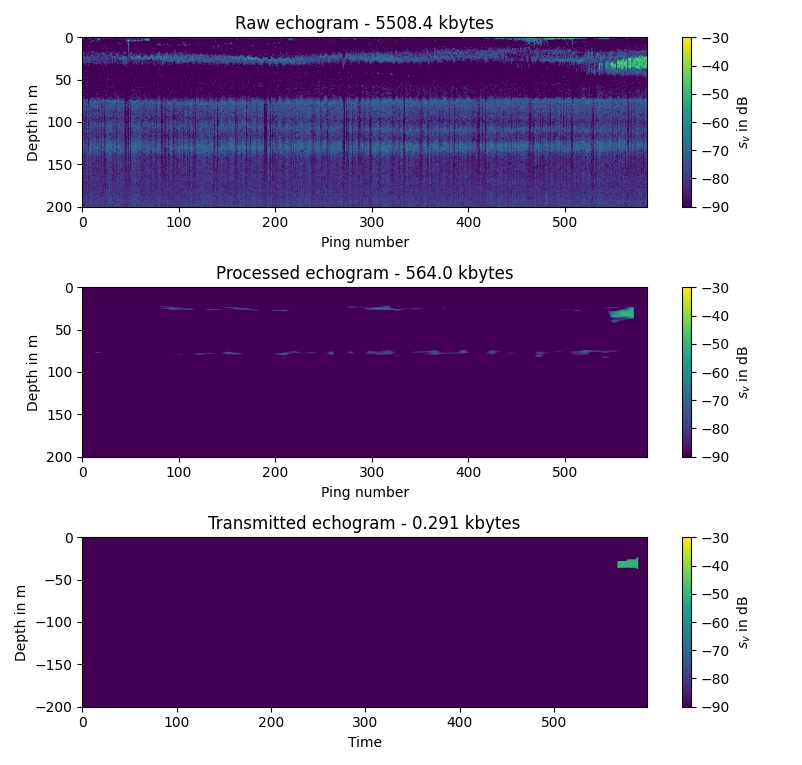 Raw echogram - 5508.4 kbytes
0
50
100
150
200
Depth in m
0 100 200 300 400 500
Ping number
−30
−40
−50
−60
−70
−80
−90
sv in dB
Processed echogram - 564.0 kbytes
0
50
100
150
200
Depth in m
0 100 200 300 400 500
Ping number
−30
−40
−50
−60
−70
−80
−90
sv in dB
Transmitted echogram - 0.291 kbytes
0
−50
−100
−150
−200
Depth in m
0 100 200 300 400 500
Time
−30
−40
−50
−60
−70
−80
−90
sv in dB